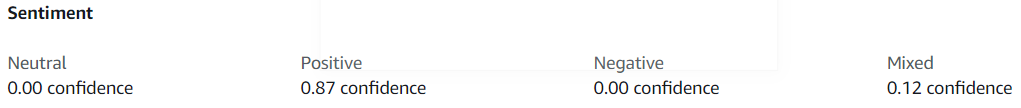 Sentiment
Neutral Positive Negative Mixed
0.00 confidence 0.87 confidence 0.00 confidence 0.12 confidence